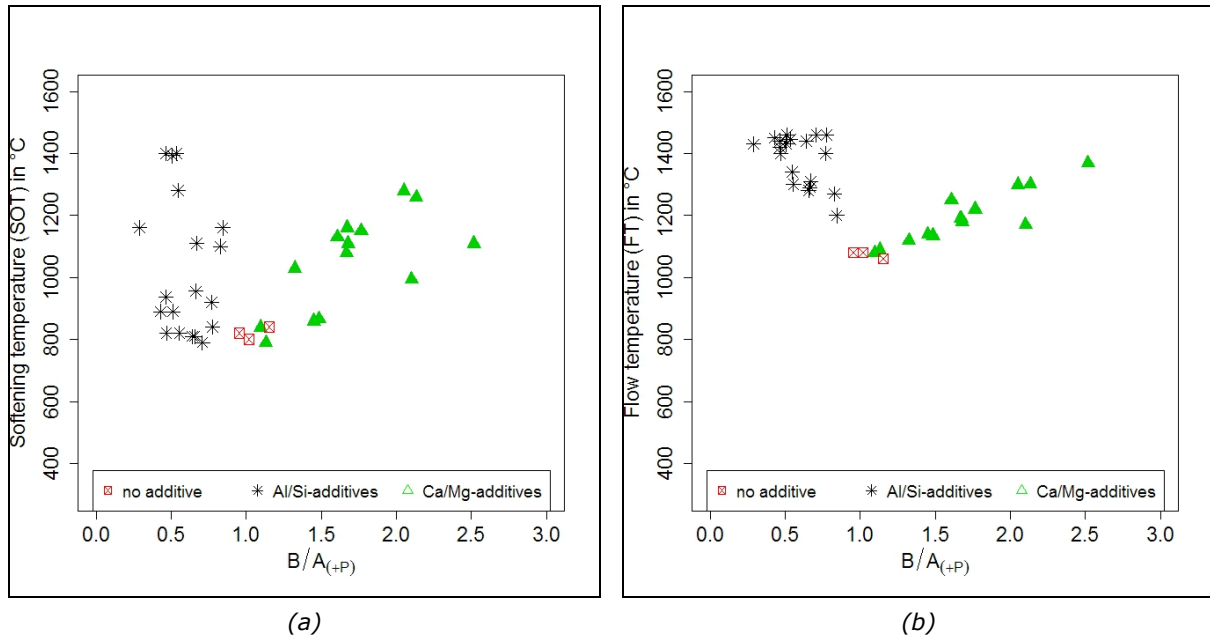 Softening temperature (SOT) in °C
1600
1400
1200
1000
800
600
400
no additive Al/Si-additives Ca/Mg-additives
0.0 0.5 1.0 1.5 2.0 2.5 3.0
B/A(+P)
(a)
Flow temperature (FT) in °C
1600
1400
1200
1000
800
600
400
no additive Al/Si-additives Ca/Mg-additives
0.0 0.5 1.0 1.5 2.0 2.5 3.0
B/A(+P)
(b)